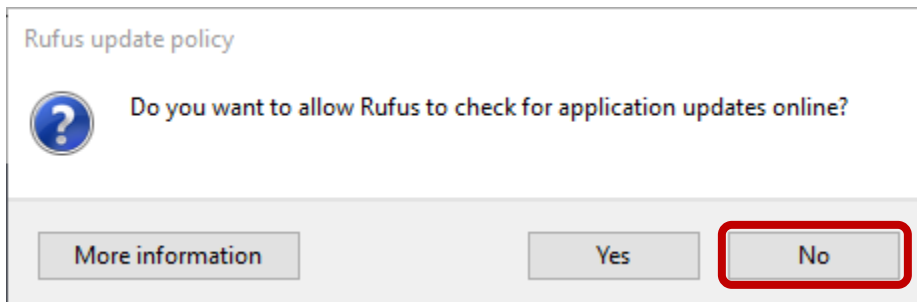 Rufus update policy
Do you want to allow Rufus to check for application updates online?
More information
Yes
No